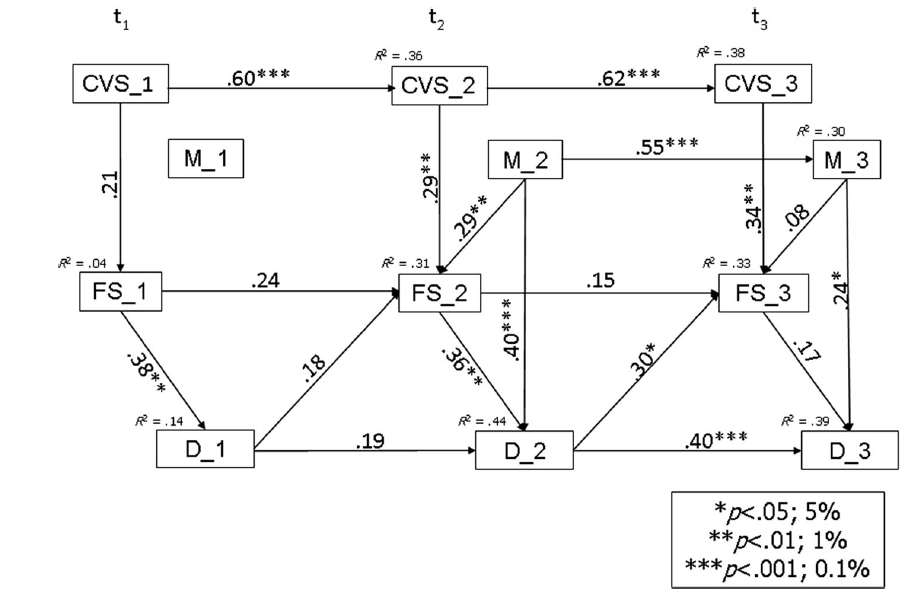 t1 t2 t3
R² = .36 R² = .38
CVS_1 .60*** CVS_2 .62*** CVS_3
R² = .30
M_1 M_2 .55*** M_3
.21 .29** .29** .34** .08
R² = .04 R² = .31 R² = .33
FS_1 .24 FS_2 .15 FS_3
.24*
.40***
.38** .18 .36** .30* .17
R² = .14 R² = .44 R² = .39
D_1 .19 D_2 .40*** D_3
*p<.05; 5%
**p<.01; 1%
***p<.001; 0.1%